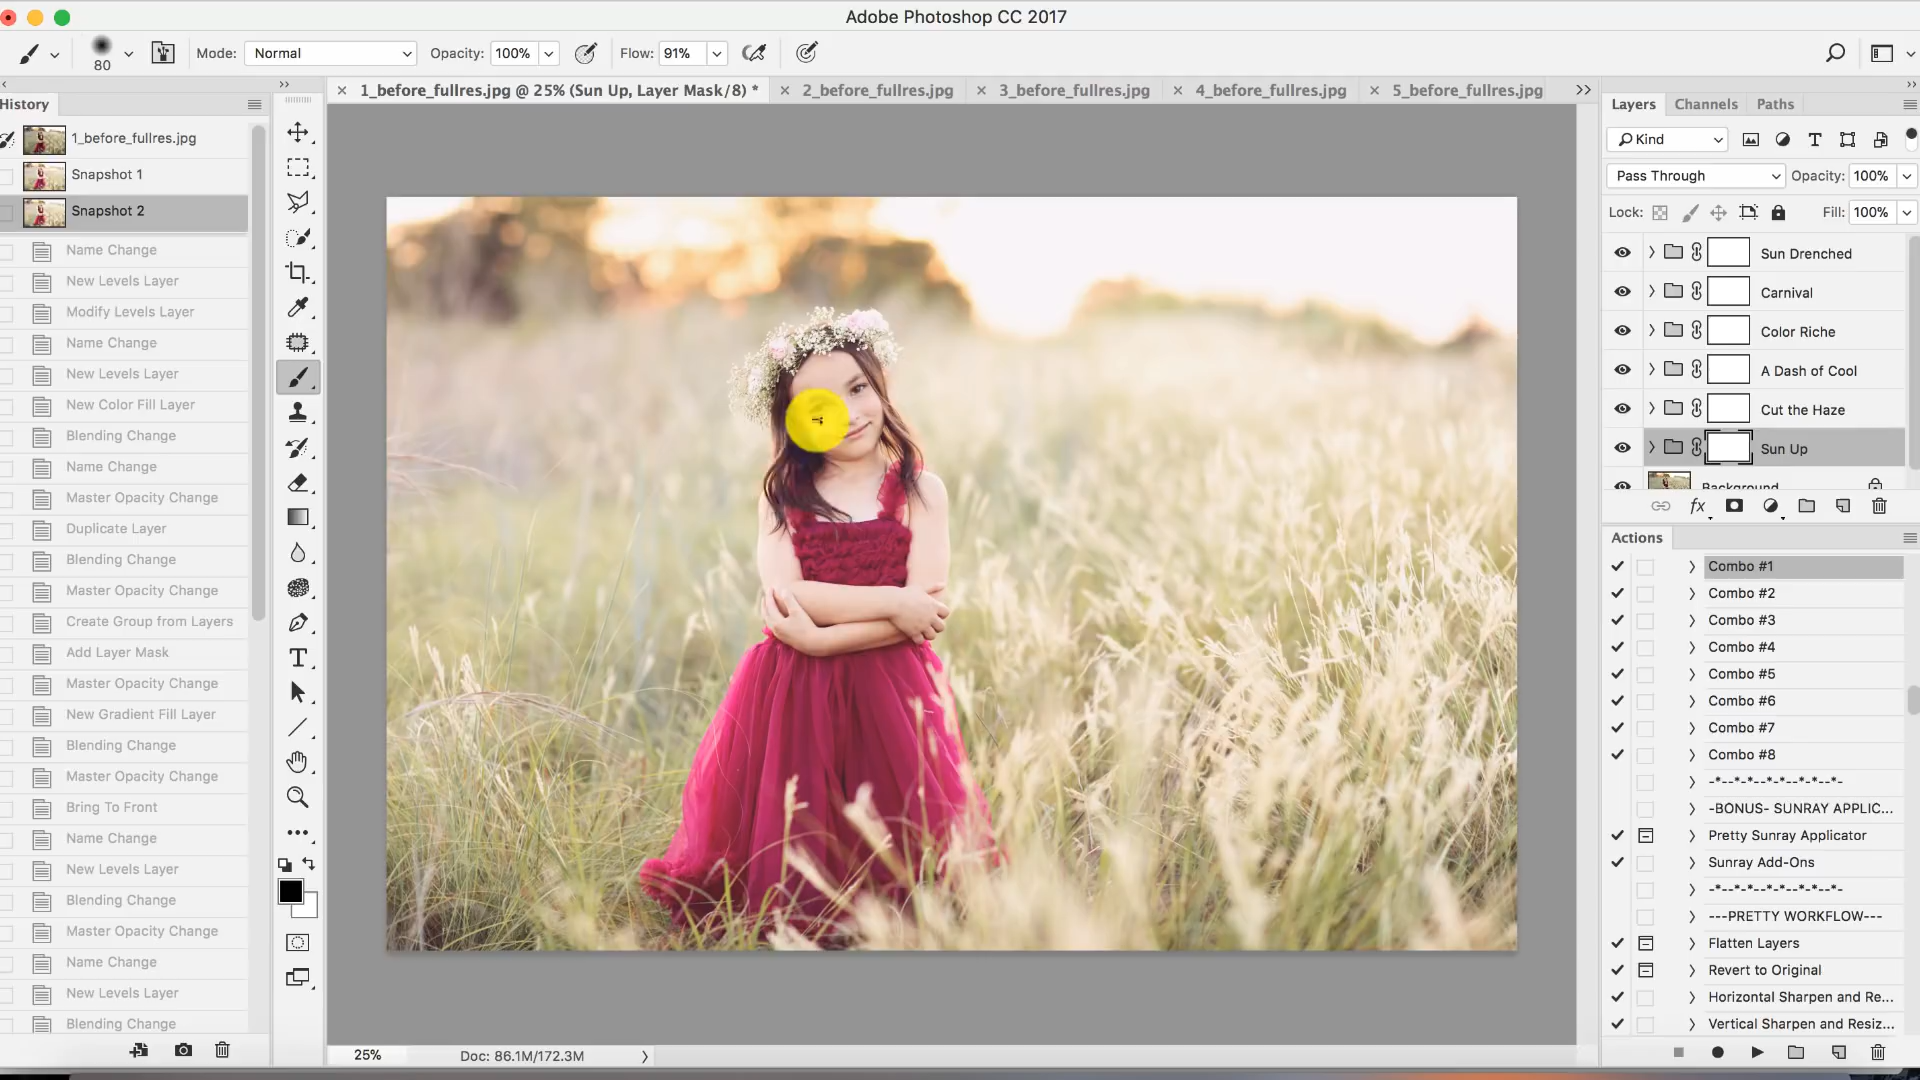 Adobe Photoshop CC 2017
80
Mode: Normal
Opacity: 100%
Flow: 91%
1_before_fullres.jpg @ 25% (Sun Up, Layer Mask/8) *
2_before_fullres.jpg
3_before_fullres.jpg
4_before_fullres.jpg
5_before_fullres.jpg
History
1_before_fullres.jpg
Snapshot 1
Snapshot 2
Name Change
New Levels Layer
Modify Levels Layer
Name Change
New Levels Layer
New Color Fill Layer
Blending Change
Name Change
Master Opacity Change
Duplicate Layer
Blending Change
Master Opacity Change
Create Group from Layers
Add Layer Mask
Master Opacity Change
New Gradient Fill Layer
Blending Change
Master Opacity Change
Bring To Front
Name Change
New Levels Layer
Blending Change
Master Opacity Change
Name Change
New Levels Layer
Blending Change
25%
Doc: 86.1M/172.3M
Layers
Channels
Paths
Kind
Pass Through
Opacity: 100%
Lock:
Fill: 100%
Sun Drenched
Carnival
Color Riche
A Dash of Cool
Cut the Haze
Sun Up
Background
fx
Actions
Combo #1
Combo #2
Combo #3
Combo #4
Combo #5
Combo #6
Combo #7
Combo #8
-*--*-*--*-*--*-*--*-
-BONUS- SUNRAY APPLIC...
Pretty Sunray Applicator
Sunray Add-Ons
-*--*-*--*-*--*-*--*-
---PRETTY WORKFLOW---
Flatten Layers
Revert to Original
Horizontal Sharpen and Re...
Vertical Sharpen and Resiz...